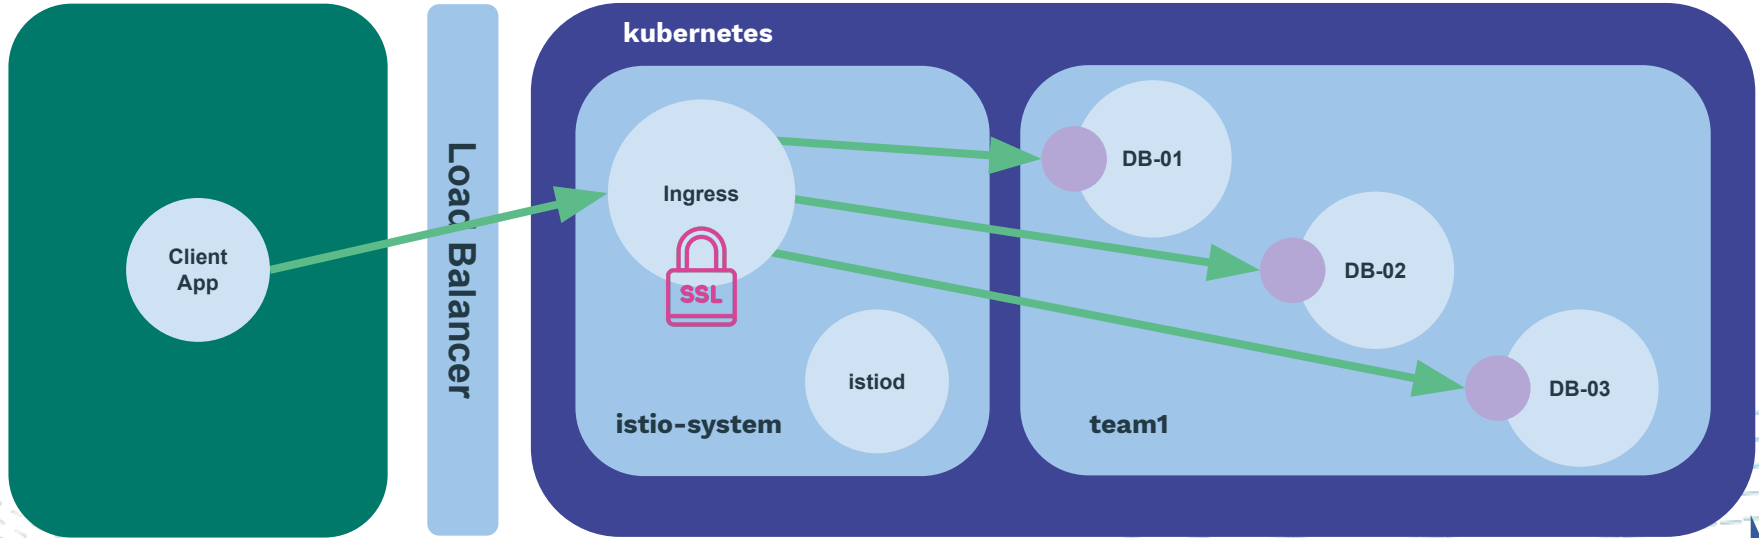 kubernetes
Client
App
Load Balancer
Ingress
SSL
istiod
istio-system
DB-01
DB-02
DB-03
team1